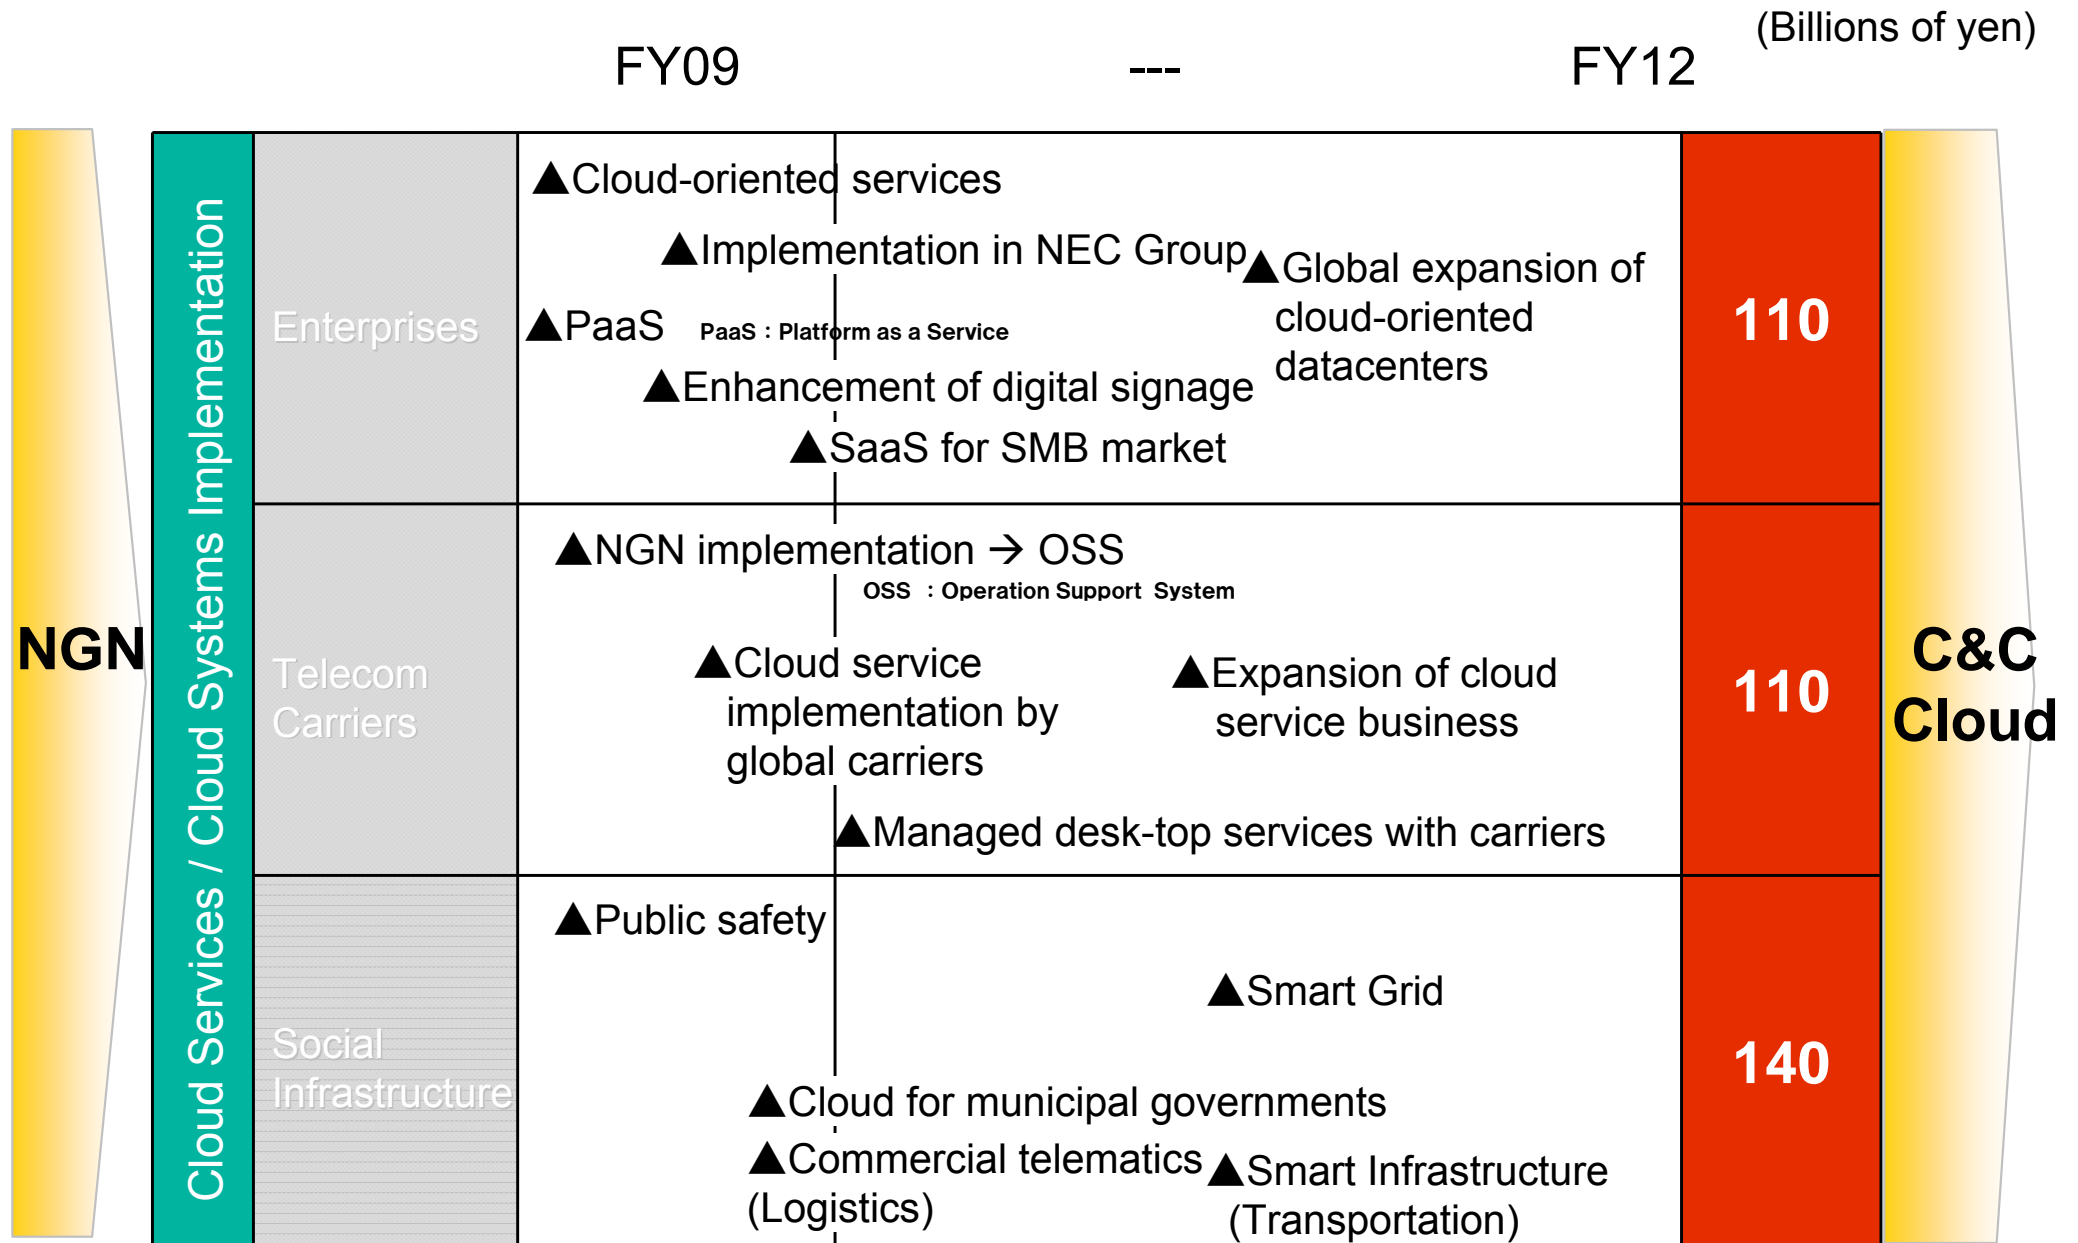 (Billions of yen)
FY09 --- FY12
NGN
Cloud Services / Cloud Systems Implementation
Enterprises
▲Cloud-oriented services
▲Implementation in NEC Group
▲Global expansion of
cloud-oriented
datacenters
▲PaaS PaaS : Platform as a Service
▲Enhancement of digital signage
▲SaaS for SMB market
110
Telecom
Carriers
▲NGN implementation → OSS
OSS : Operation Support System
▲Cloud service
implementation by
global carriers
▲Expansion of cloud
service business
▲Managed desk-top services with carriers
110
Social
Infrastructure
▲Public safety
▲Smart Grid
▲Cloud for municipal governments
▲Commercial telematics
(Logistics)
▲Smart Infrastructure
(Transportation)
140
C&C
Cloud